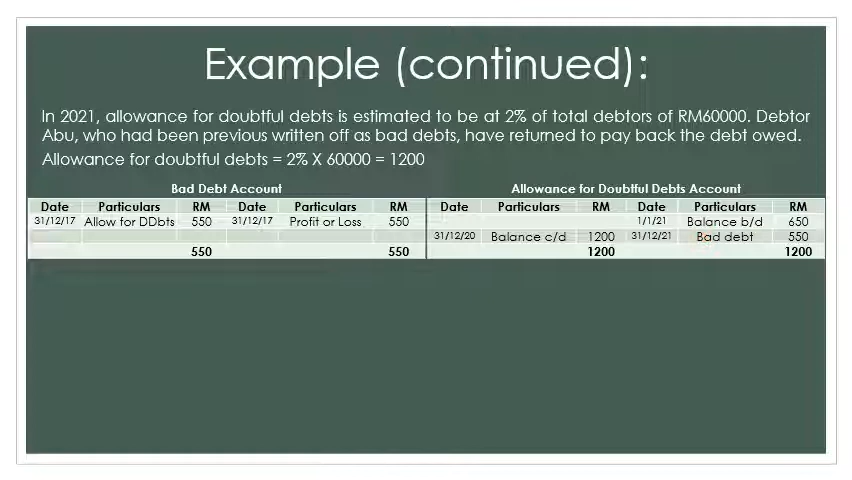 Example (continued):
In 2021, allowance for doubtful debts is estimated to be at 2% of total debtors of RM60000. Debtor
Abu, who had been previous written off as bad debts, have returned to pay back the debt owed.
Allowance for doubtful debts = 2% X 60000 = 1200
Bad Debt Account
Date Particulars RM Date Particulars RM
31/12/17 Allow for DDbts 550 31/12/17 Profit or Loss 550
550 550
Allowance for Doubtful Debts Account
Date Particulars RM Date Particulars RM
1/1/21 Balance b/d 650
31/12/20 Balance c/d 1200 31/12/21 Bad debt 550
1200 1200